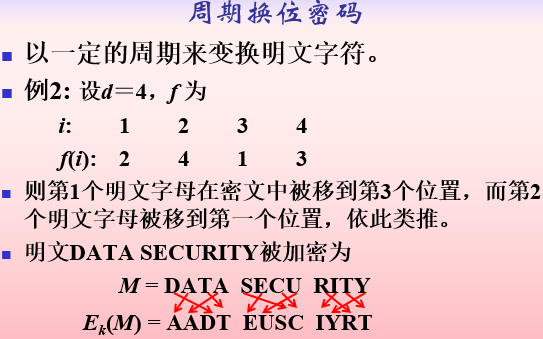 周期换位密码
以一定的周期来变换明文字符。
例2: 设d＝4，f 为
i: 1 2 3 4
f(i): 2 4 1 3
则第1个明文字母在密文中被移到第3个位置，而第2
个明文字母被移到第一个位置，依此类推。
明文DATA SECURITY被加密为
M = DATA SECU RITY
Ek(M) = AADT EUSC IYRT